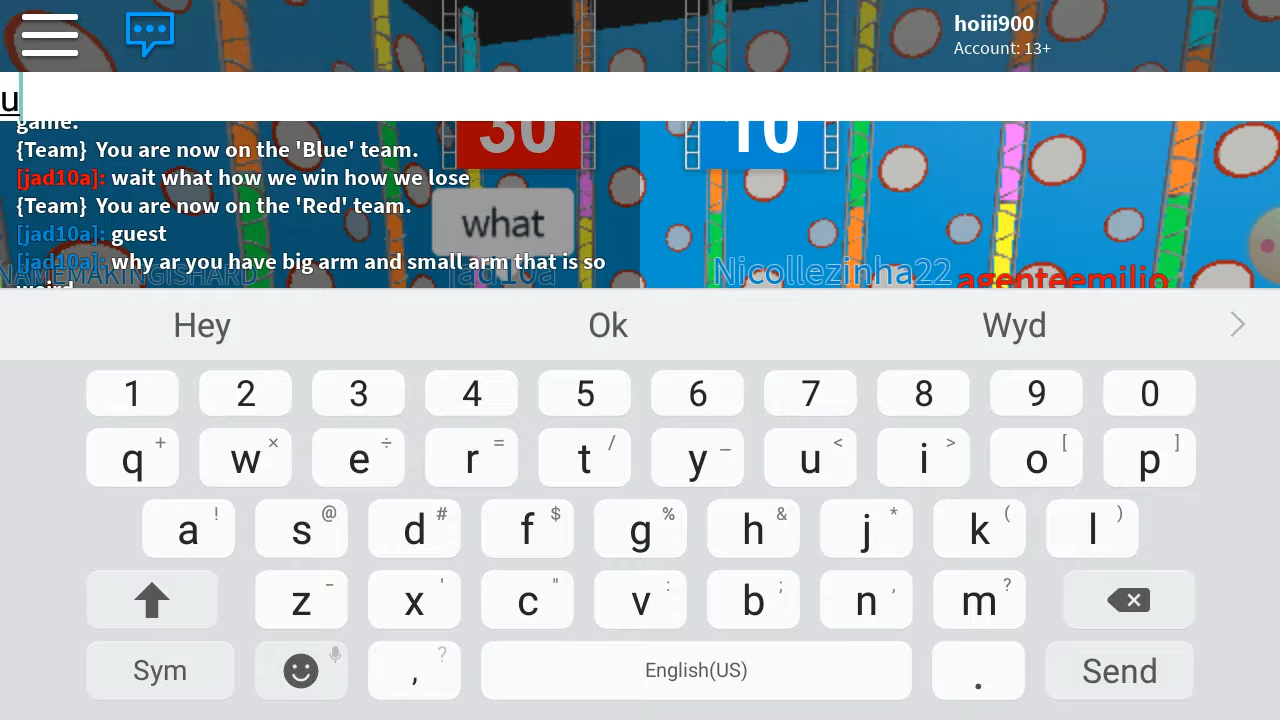 hoiii900
Account: 13+
u
game.
30
10
{Team} You are now on the 'Blue' team.
[jad10a]: wait what how we win how we lose
{Team} You are now on the 'Red' team.
[jad10a]: guest
what
[jad10a]: why ar you have big arm and small arm that is so
weird
NAMEMAKINGISHARD
jad10a
Nicollezinha22
agenteemilio
Hey Ok Wyd
1 2 3 4 5 6 7 8 9 0
q + w × e ÷ r = t / y _ u < i > o [ p ]
a ! s @ d # f $ g % h & j * k ( l )
z - x ' c " v : b ; n , m ?
Sym , ? English(US) . Send